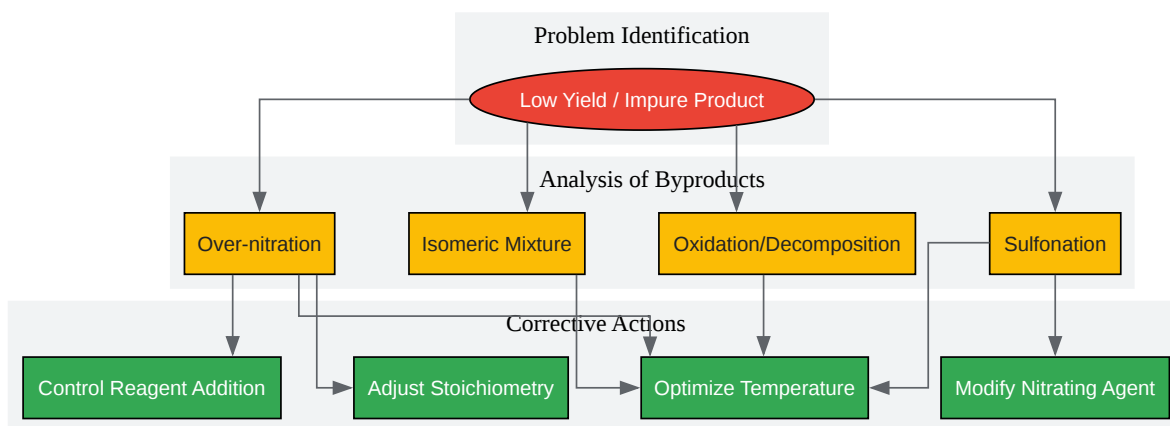 Problem Identification
Low Yield / Impure Product
Analysis of Byproducts
Over-nitration
Isomeric Mixture
Oxidation/Decomposition
Sulfonation
Corrective Actions
Control Reagent Addition
Adjust Stoichiometry
Optimize Temperature
Modify Nitrating Agent